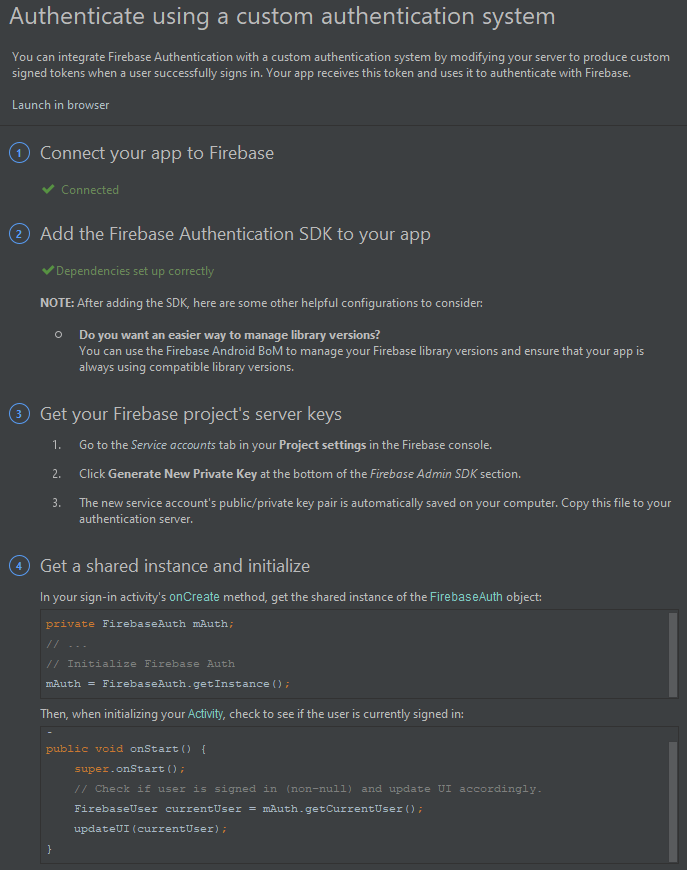 Authenticate using a custom authentication system
You can integrate Firebase Authentication with a custom authentication system by modifying your server to produce custom
signed tokens when a user successfully signs in. Your app receives this token and uses it to authenticate with Firebase.
Launch in browser
1 Connect your app to Firebase
Connected
2 Add the Firebase Authentication SDK to your app
Dependencies set up correctly
NOTE: After adding the SDK, here are some other helpful configurations to consider:
Do you want an easier way to manage library versions?
You can use the Firebase Android BoM to manage your Firebase library versions and ensure that your app is
always using compatible library versions.
3 Get your Firebase project's server keys
1. Go to the Service accounts tab in your Project settings in the Firebase console.
2. Click Generate New Private Key at the bottom of the Firebase Admin SDK section.
3. The new service account's public/private key pair is automatically saved on your computer. Copy this file to your
authentication server.
4 Get a shared instance and initialize
In your sign-in activity's onCreate method, get the shared instance of the FirebaseAuth object:
private FirebaseAuth mAuth;
// ...
// Initialize Firebase Auth
mAuth = FirebaseAuth.getInstance();
Then, when initializing your Activity, check to see if the user is currently signed in:
public void onStart() {
super.onStart();
// Check if user is signed in (non-null) and update UI accordingly.
FirebaseUser currentUser = mAuth.getCurrentUser();
updateUI(currentUser);
}